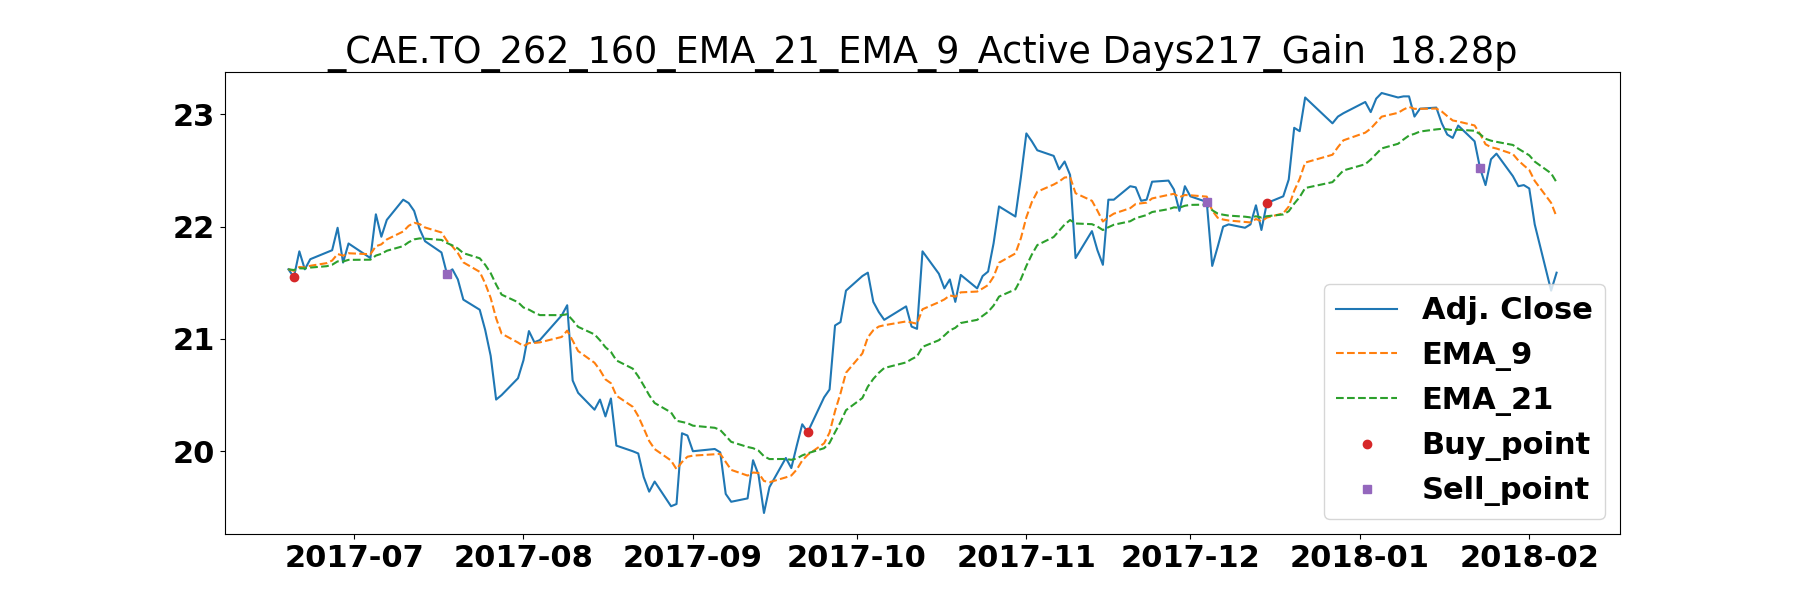 _CAE.TO_262_160_EMA_21_EMA_9_Active Days217_Gain  18.28p
23
22
21
20
2017-07 2017-08 2017-09 2017-10 2017-11 2017-12 2018-01 2018-02
Adj. Close
EMA_9
EMA_21
Buy_point
Sell_point